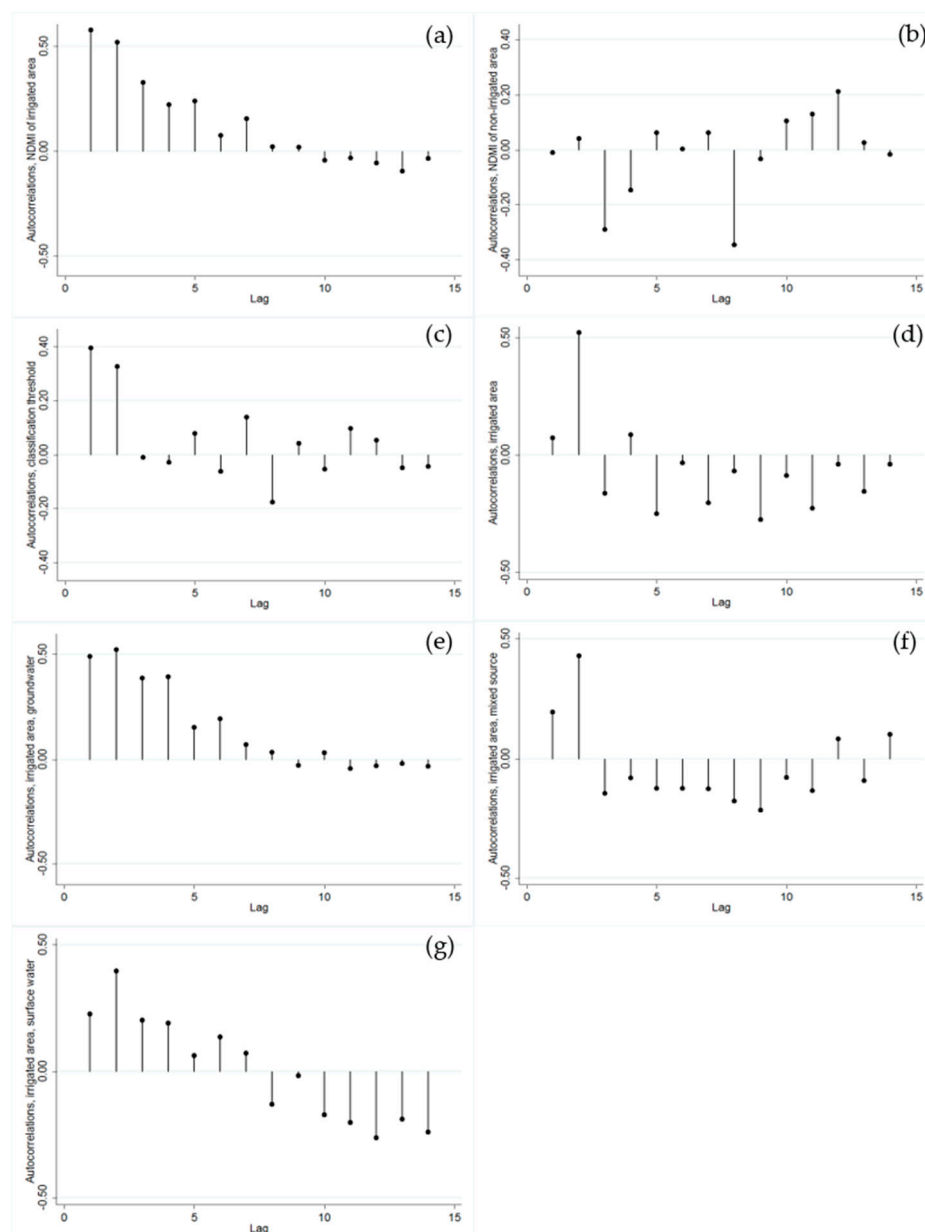 (a)
Autocorrelations, NDMI of irrigated area
0.50
0.00
-0.50
0 5 10 15
Lag
(b)
Autocorrelations, NDMI of non-irrigated area
0.40
0.20
0.00
-0.20
-0.40
0 5 10 15
Lag
(c)
Autocorrelations, classification threshold
0.40
0.20
0.00
-0.20
-0.40
0 5 10 15
Lag
(d)
Autocorrelations, irrigated area
0.50
0.00
-0.50
0 5 10 15
Lag
(e)
Autocorrelations, irrigated area, groundwater
0.50
0.00
-0.50
0 5 10 15
Lag
(f)
Autocorrelations, irrigated area, mixed source
0.50
0.00
-0.50
0 5 10 15
Lag
(g)
Autocorrelations, irrigated area, surface water
0.50
0.00
-0.50
0 5 10 15
Lag